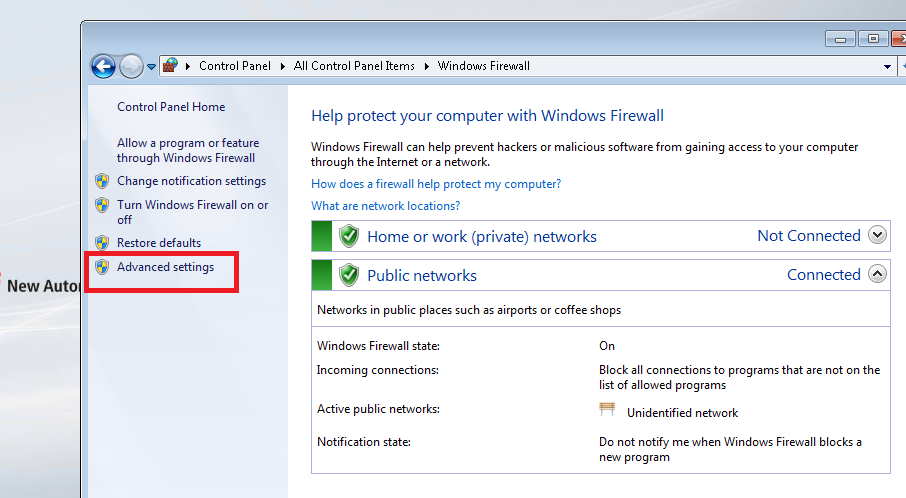 Control Panel
All Control Panel Items
Windows Firewall
Control Panel Home
Allow a program or feature
through Windows Firewall
Change notification settings
Turn Windows Firewall on or
off
Restore defaults
Advanced settings
New Autom
Help protect your computer with Windows Firewall
Windows Firewall can help prevent hackers or malicious software from gaining access to your computer
through the Internet or a network.
How does a firewall help protect my computer?
What are network locations?
Home or work (private) networks Not Connected
Public networks Connected
Networks in public places such as airports or coffee shops
Windows Firewall state: On
Incoming connections: Block all connections to programs that are not on the
list of allowed programs
Active public networks: Unidentified network
Notification state: Do not notify me when Windows Firewall blocks a
new program